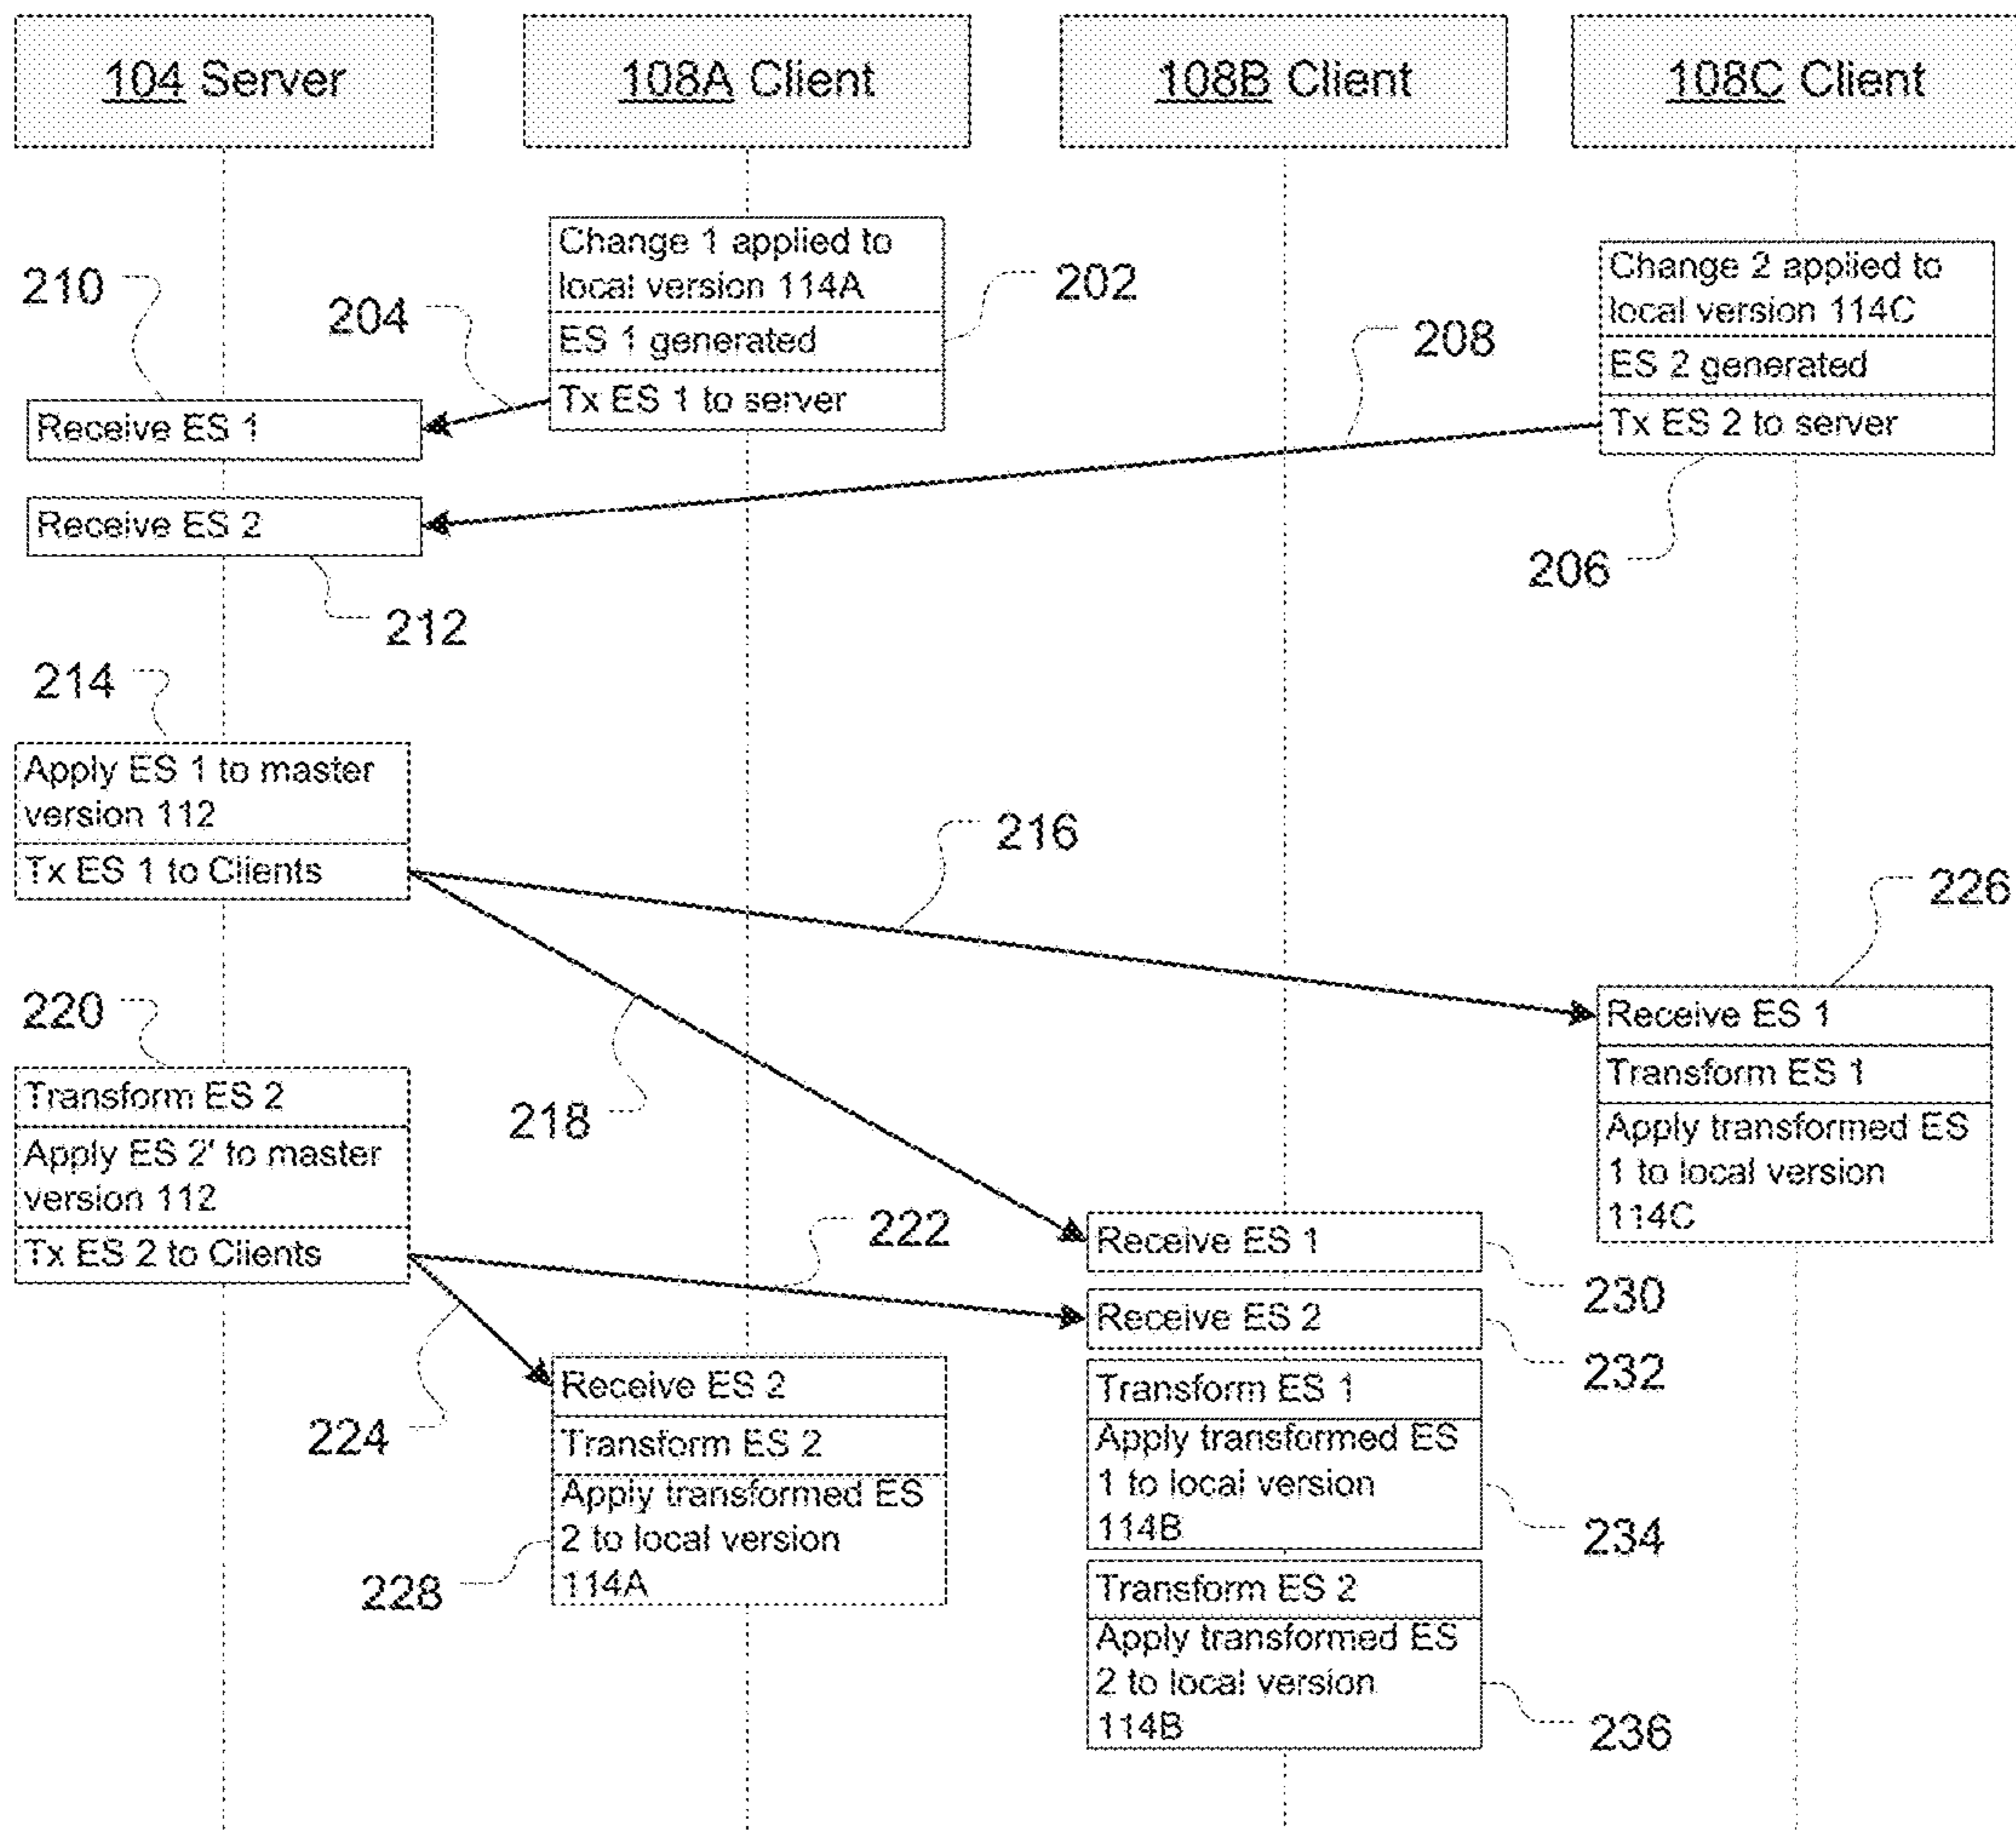 104 Server
108A Client
108B Client
108C Client
Change 1 applied to
local version 114A
ES 1 generated
Tx ES 1 to server
202
204
210
Receive ES 1
Change 2 applied to
local version 114C
ES 2 generated
Tx ES 2 to server
208
206
Receive ES 2
212
214
Apply ES 1 to master
version 112
Tx ES 1 to Clients
216
218
226
Receive ES 1
Transform ES 1
Apply transformed ES
1 to local version
114C
220
Transform ES 2
Apply ES 2' to master
version 112
Tx ES 2 to Clients
222
224
Receive ES 1
230
Receive ES 2
232
Receive ES 2
Transform ES 2
Apply transformed ES
2 to local version
114A
228
Transform ES 1
Apply transformed ES
1 to local version
114B
234
Transform ES 2
Apply transformed ES
2 to local version
114B
236